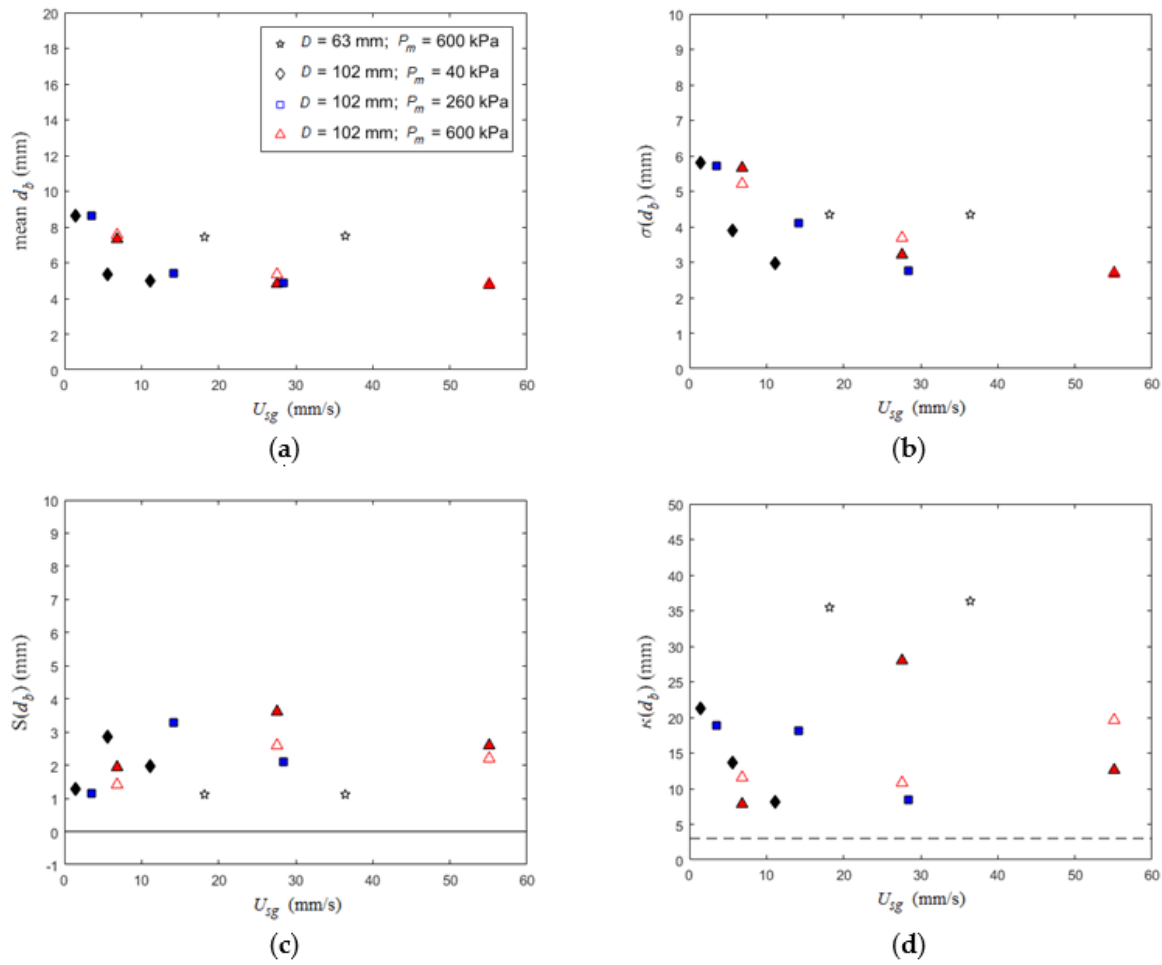 20
18
16
14
12
10
8
6
4
2
0
mean d_b (mm)
D = 63 mm; P_m = 600 kPa
D = 102 mm; P_m = 40 kPa
D = 102 mm; P_m = 260 kPa
D = 102 mm; P_m = 600 kPa
0 10 20 30 40 50 60
U_sg (mm/s)
(a)
10
9
8
7
6
5
4
3
2
1
0
σ(d_b) (mm)
0 10 20 30 40 50 60
U_sg (mm/s)
(b)
10
9
8
7
6
5
4
3
2
1
0
-1
S(d_b) (mm)
0 10 20 30 40 50 60
U_sg (mm/s)
(c)
50
45
40
35
30
25
20
15
10
5
0
κ(d_b) (mm)
0 10 20 30 40 50 60
U_sg (mm/s)
(d)